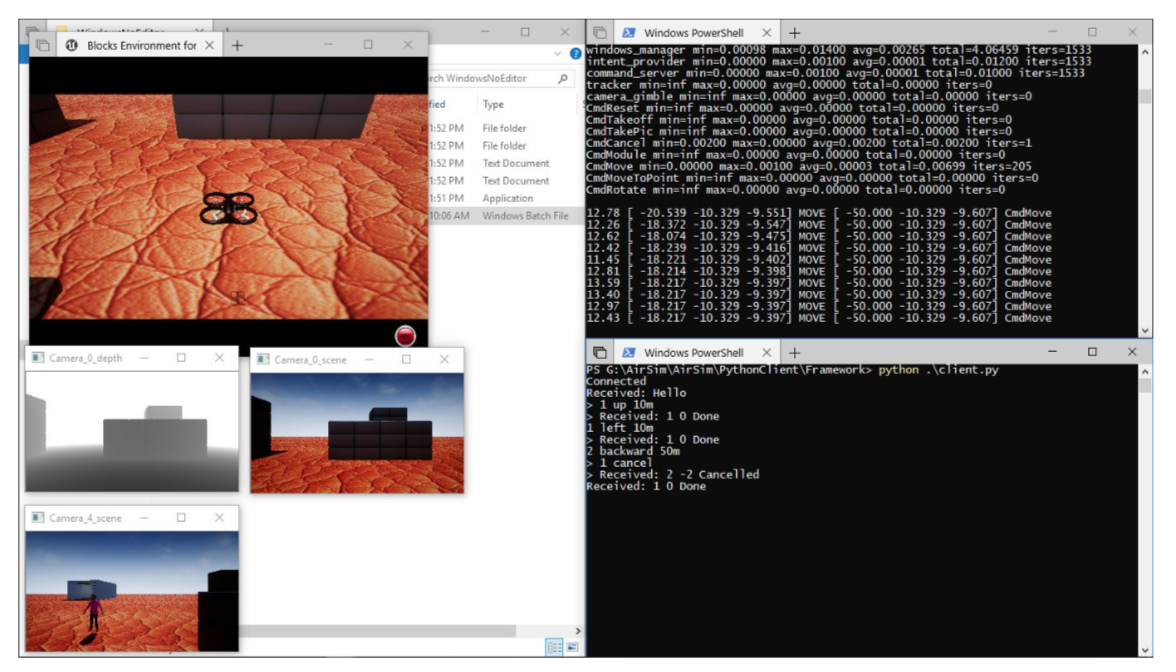 WindowsNoEditor
Blocks Environment for
rch WindowsNoEditor
fied Type
1:52 PM File folder
1:52 PM File folder
1:52 PM Text Document
1:52 PM Text Document
1:51 PM Application
10:06 AM Windows Batch File
Camera_0_depth
Camera_0_scene
Camera_4_scene
Windows PowerShell
windows_manager min=0.00098 max=0.01400 avg=0.00265 total=4.06459 iters=1533
intent_provider min=0.00000 max=0.00100 avg=0.00001 total=0.01200 iters=1533
command_server min=0.00000 max=0.00100 avg=0.00001 total=0.01000 iters=1533
tracker min=inf max=0.00000 avg=0.00000 total=0.00000 iters=0
camera_gimble min=inf max=0.00000 avg=0.00000 total=0.00000 iters=0
CmdReset min=inf max=0.00000 avg=0.00000 total=0.00000 iters=0
CmdTakeoff min=inf max=0.00000 avg=0.00000 total=0.00000 iters=0
CmdTakePic min=inf max=0.00000 avg=0.00000 total=0.00000 iters=0
CmdCancel min=0.00200 max=0.00000 avg=0.00200 total=0.00200 iters=1
CmdModule min=inf max=0.00000 avg=0.00000 total=0.00000 iters=0
CmdMove min=0.00000 max=0.00100 avg=0.00003 total=0.00699 iters=205
CmdMoveToPoint min=inf max=0.00000 avg=0.00000 total=0.00000 iters=0
CmdRotate min=inf max=0.00000 avg=0.00000 total=0.00000 iters=0
12.78 [ -20.539 -10.329 -9.551] MOVE [ -50.000 -10.329 -9.607] CmdMove
12.26 [ -18.372 -10.329 -9.547] MOVE [ -50.000 -10.329 -9.607] CmdMove
12.62 [ -18.074 -10.329 -9.475] MOVE [ -50.000 -10.329 -9.607] CmdMove
12.42 [ -18.239 -10.329 -9.416] MOVE [ -50.000 -10.329 -9.607] CmdMove
11.45 [ -18.221 -10.329 -9.402] MOVE [ -50.000 -10.329 -9.607] CmdMove
12.81 [ -18.214 -10.329 -9.398] MOVE [ -50.000 -10.329 -9.607] CmdMove
13.59 [ -18.217 -10.329 -9.397] MOVE [ -50.000 -10.329 -9.607] CmdMove
13.40 [ -18.217 -10.329 -9.397] MOVE [ -50.000 -10.329 -9.607] CmdMove
12.97 [ -18.217 -10.329 -9.397] MOVE [ -50.000 -10.329 -9.607] CmdMove
12.43 [ -18.217 -10.329 -9.397] MOVE [ -50.000 -10.329 -9.607] CmdMove
Windows PowerShell
PS G:\AirSim\AirSim\PythonClient\Framework> python .\client.py
Connected
Received: Hello
> 1 up 10m
> Received: 1 0 Done
1 left 10m
> Received: 1 0 Done
2 backward 50m
> 1 cancel
> Received: 2 -2 Cancelled
Received: 1 0 Done